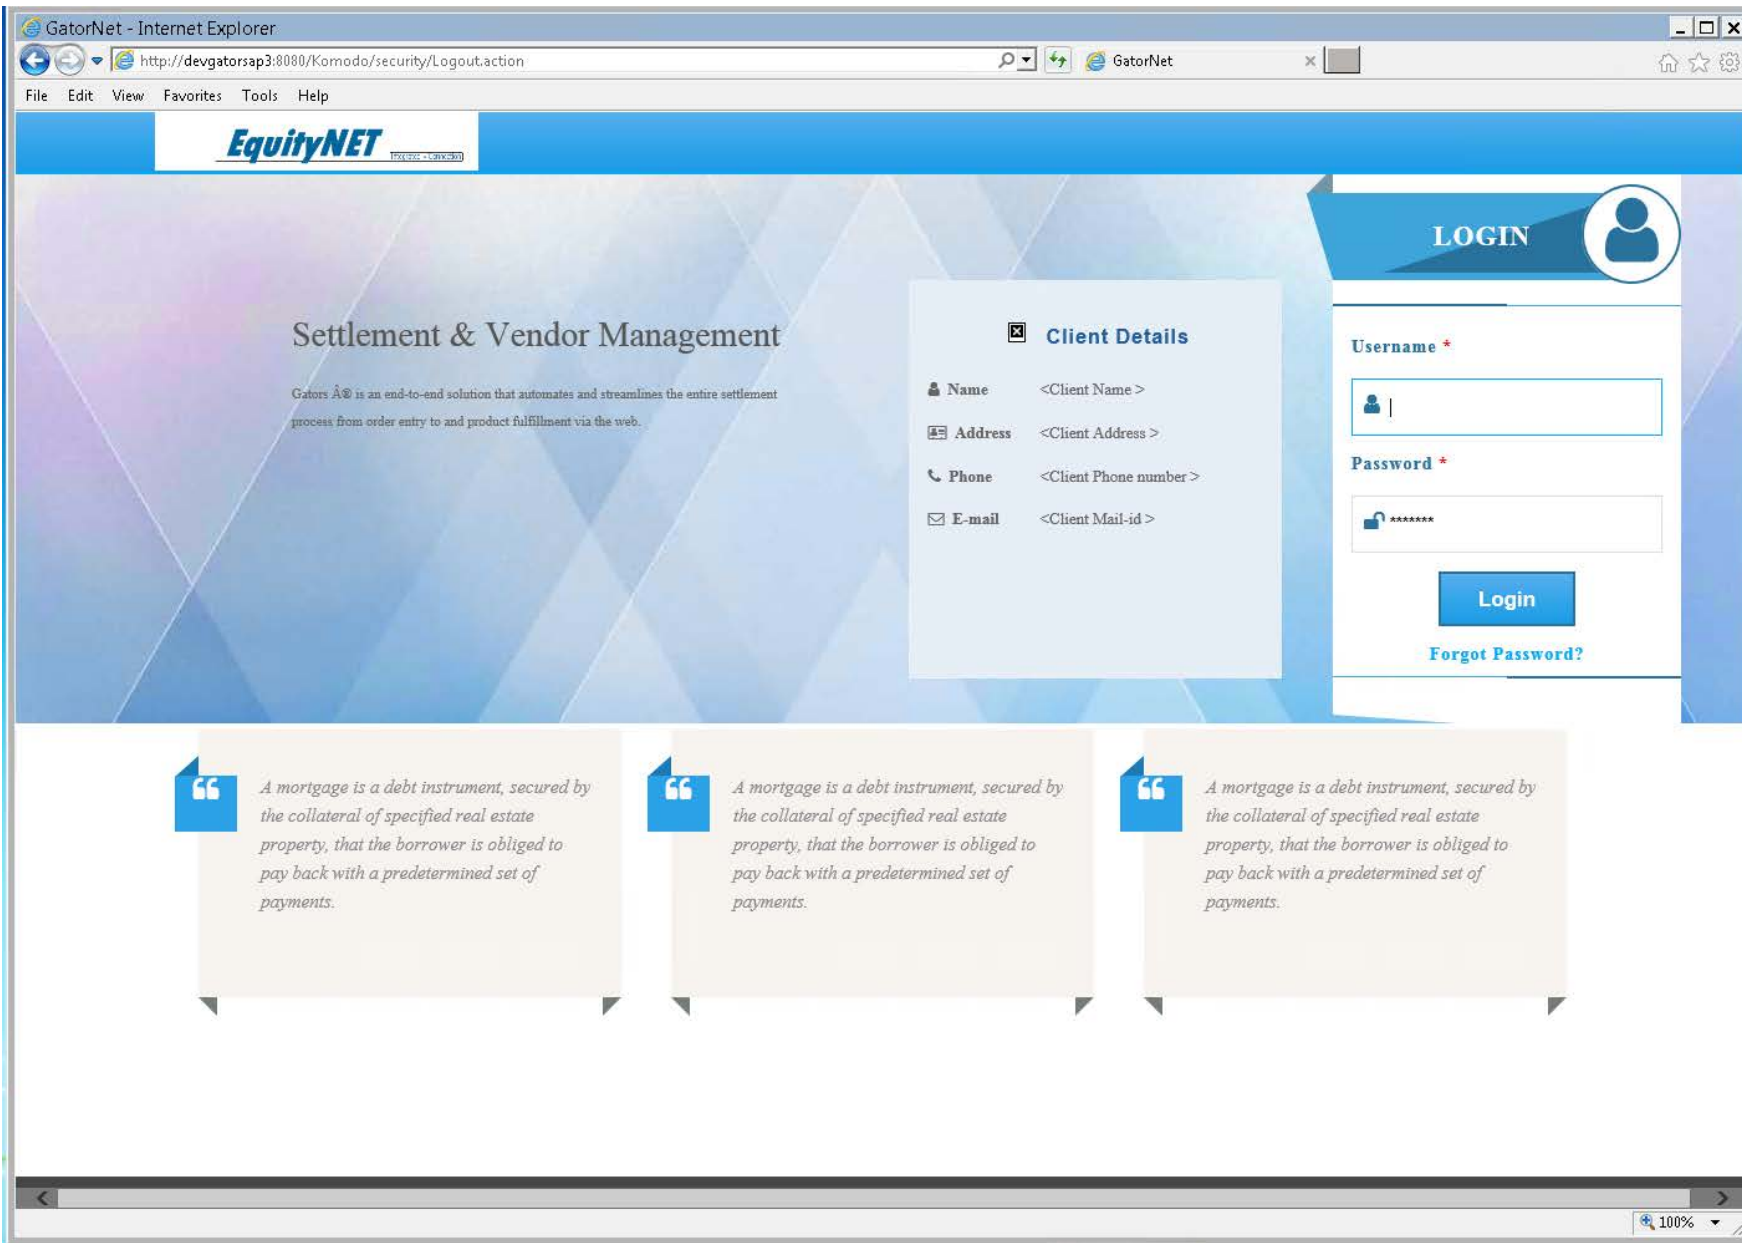 GatorNet - Internet Explorer
http://devgatorsap3:8080/Komodo/security/Logout.action
GatorNet
File Edit View Favorites Tools Help
EquityNET
LOGIN
Settlement & Vendor Management
Gators Â® is an end-to-end solution that automates and streamlines the entire settlement
process from order entry to and product fulfillment via the web.
Client Details
Name <Client Name >
Address <Client Address >
Phone <Client Phone number >
E-mail <Client Mail-id >
Username *
Password *
*******
Login
Forgot Password?
A mortgage is a debt instrument, secured by
the collateral of specified real estate
property, that the borrower is obliged to
pay back with a predetermined set of
payments.
A mortgage is a debt instrument, secured by
the collateral of specified real estate
property, that the borrower is obliged to
pay back with a predetermined set of
payments.
A mortgage is a debt instrument, secured by
the collateral of specified real estate
property, that the borrower is obliged to
pay back with a predetermined set of
payments.
100%